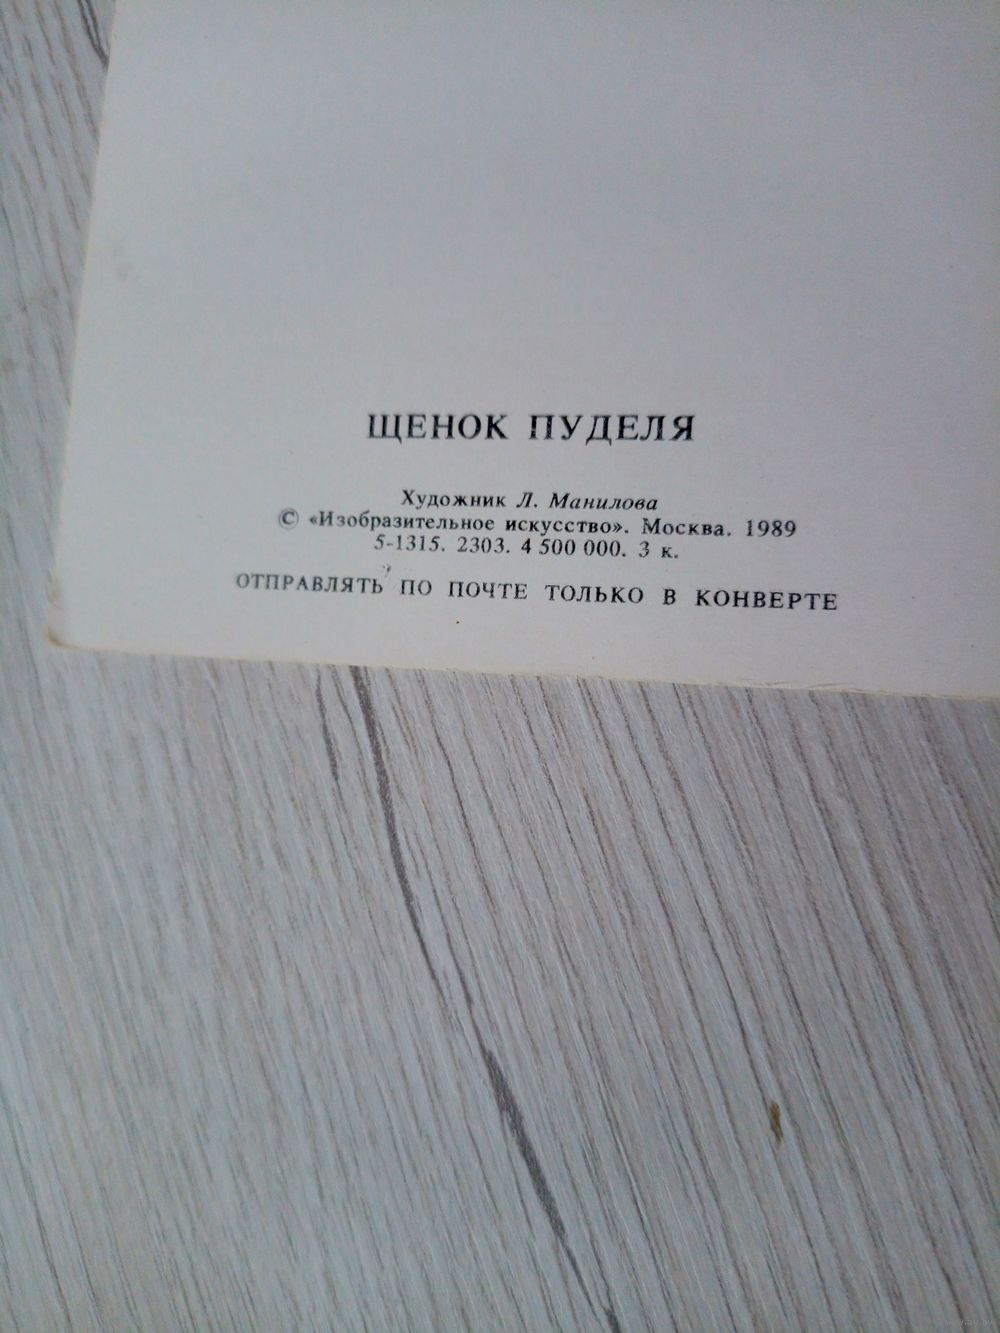 ЩЕНОК ПУДЕЛЯ
Художник Л. Манилова
© «Изобразительное искусство». Москва. 1989
5-1315. 2303. 4 500 000. 3 к.
ОТПРАВЛЯТЬ ПО ПОЧТЕ ТОЛЬКО В КОНВЕРТЕ